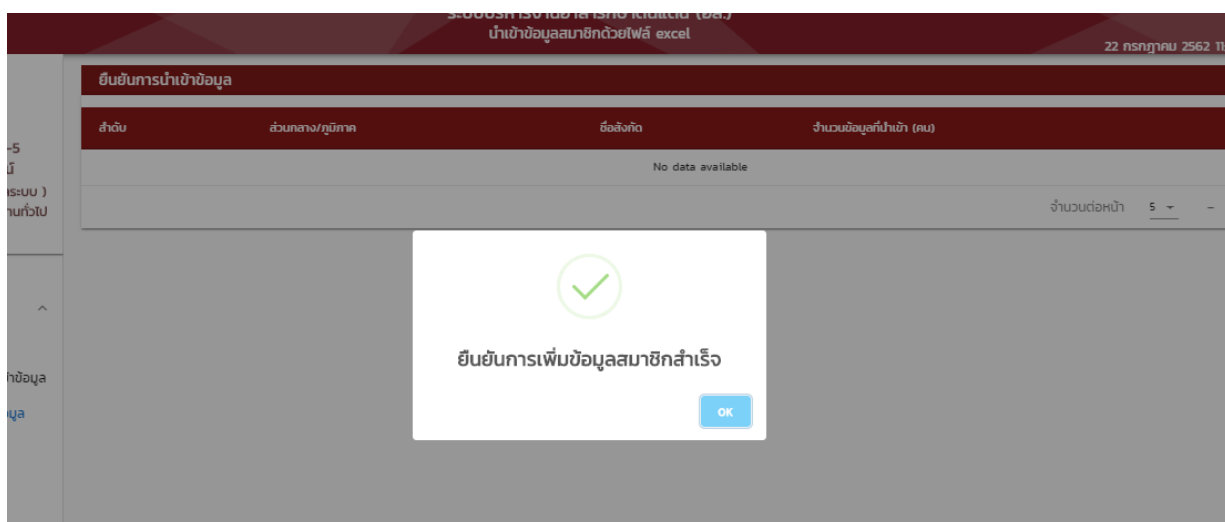 นำเข้าข้อมูลสมาชิกด้วยไฟล์ excel
22 กรกฎาคม 2562 11
ยืนยันการนำเข้าข้อมูล
ลำดับ ส่วนกลาง/ภูมิภาค ชื่อสังกัด จำนวนข้อมูลที่นำเข้า (คน)
-5
No data available
จำนวนต่อหน้า 5 –
ยืนยันการเพิ่มข้อมูลสมาชิกสำเร็จ
OK